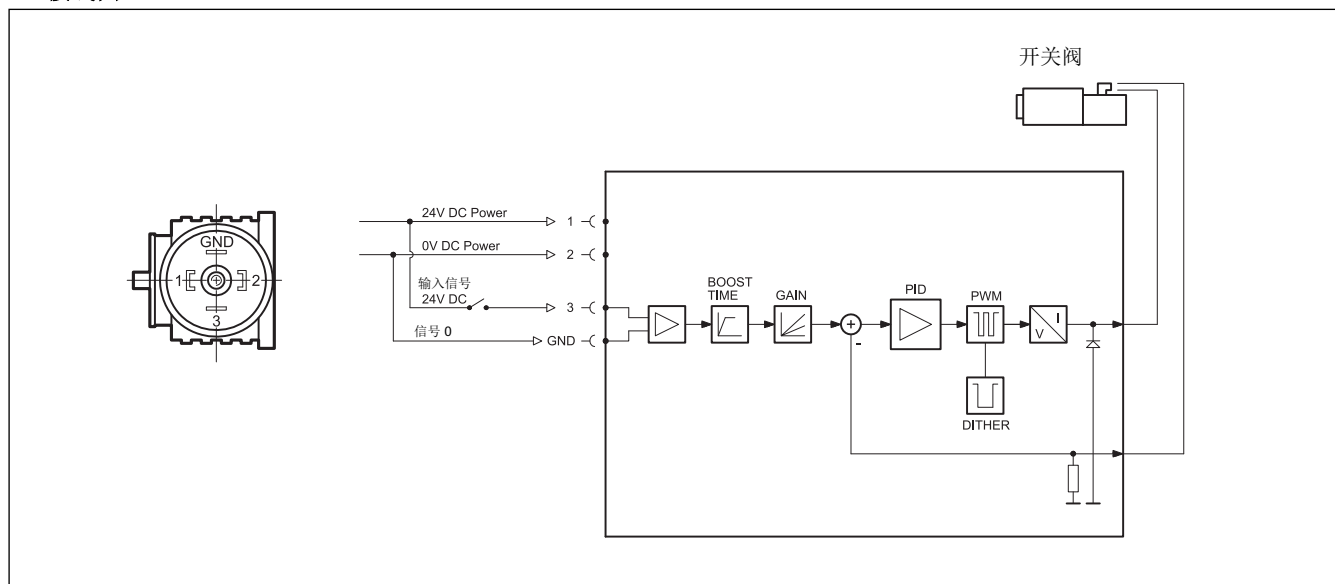 开关阀
GND
1
2
3
24V DC Power
1
0V DC Power
2
输入信号
24V DC
3
信号 0
GND
BOOST
TIME
GAIN
PID
PWM
I
V
+
-
DITHER